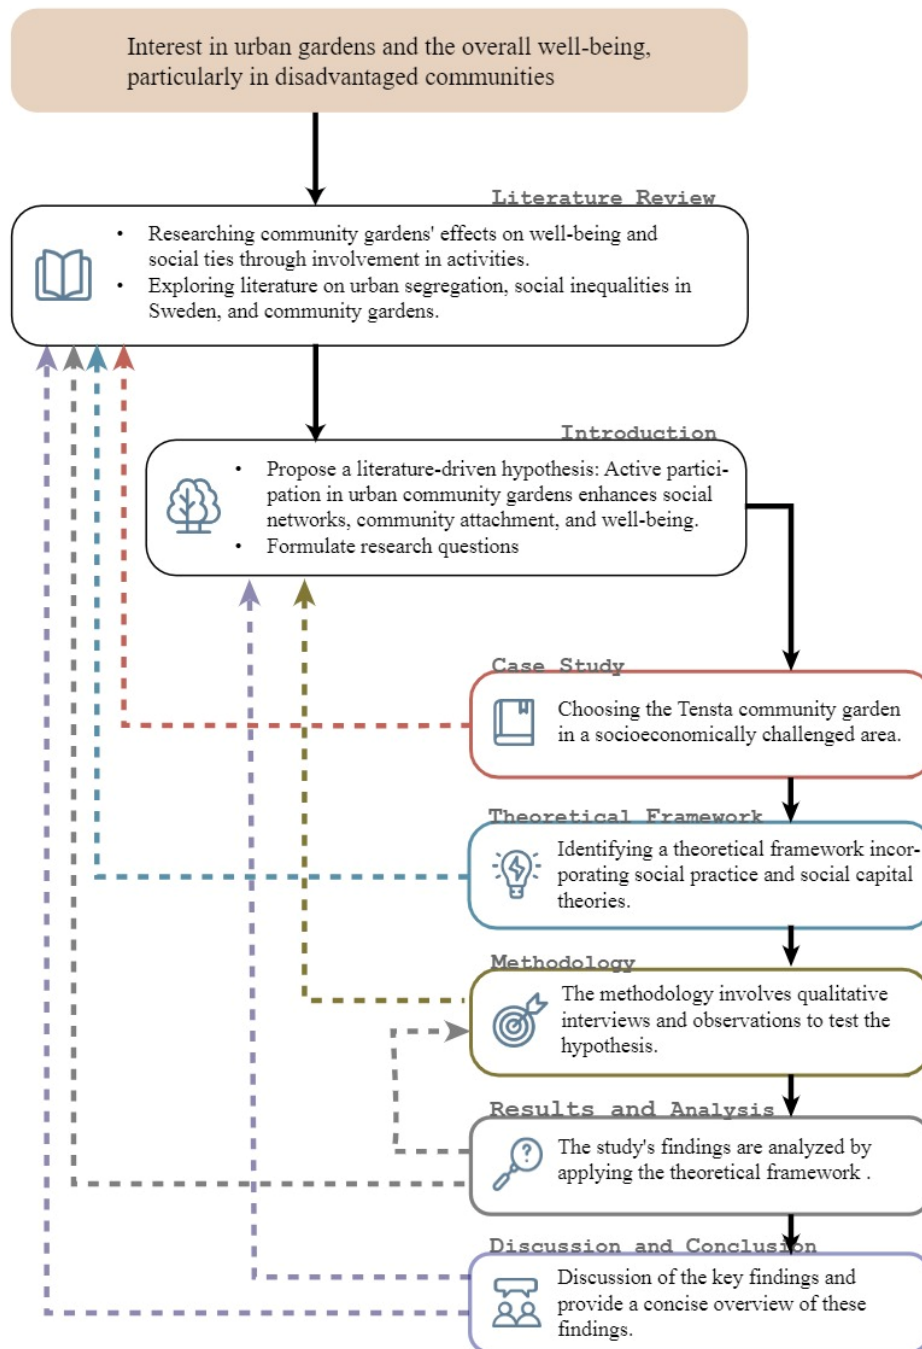 Interest in urban gardens and the overall well-being,
particularly in disadvantaged communities
Literature Review
• Researching community gardens' effects on well-being and
social ties through involvement in activities.
• Exploring literature on urban segregation, social inequalities in
Sweden, and community gardens.
Introduction
• Propose a literature-driven hypothesis: Active partici-
pation in urban community gardens enhances social
networks, community attachment, and well-being.
• Formulate research questions
Case Study
Choosing the Tensta community garden
in a socioeconomically challenged area.
Theoretical Framework
Identifying a theoretical framework incor-
porating social practice and social capital
theories.
Methodology
The methodology involves qualitative
interviews and observations to test the
hypothesis.
Results and Analysis
?
The study's findings are analyzed by
applying the theoretical framework .
Discussion and Conclusion
Discussion of the key findings and
provide a concise overview of these
findings.